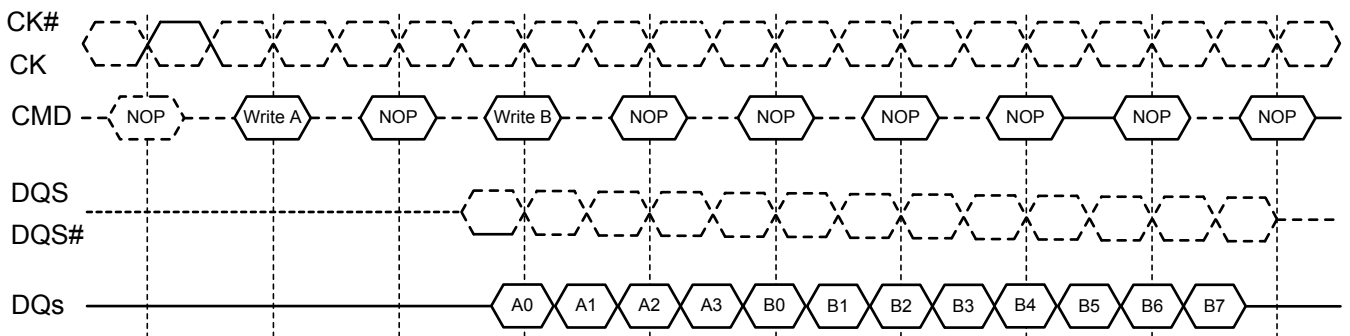 CK#
CK
CMD NOP Write A NOP Write B NOP NOP NOP NOP NOP NOP
DQS
DQS#
DQs A0 A1 A2 A3 B0 B1 B2 B3 B4 B5 B6 B7